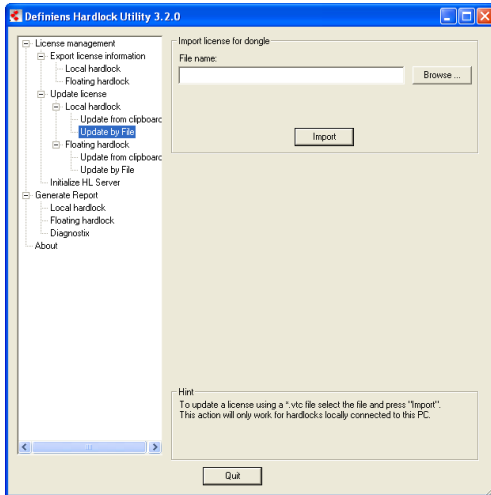 Definiens Hardlock Utility 3.2.0
License management
Export license information
Local hardlock
Floating hardlock
Update license
Local hardlock
Update from clipboarc
Update by File
Floating hardlock
Update from clipboarc
Update by File
Initialize HL Server
Generate Report
Local hardlock
Floating hardlock
Diagnostix
About
Import license for dongle
File name:
Browse ...
Import
Hint
To update a license using a *.vtc file select the file and press "Import".
This action will only work for hardlocks locally connected to this PC.
Quit